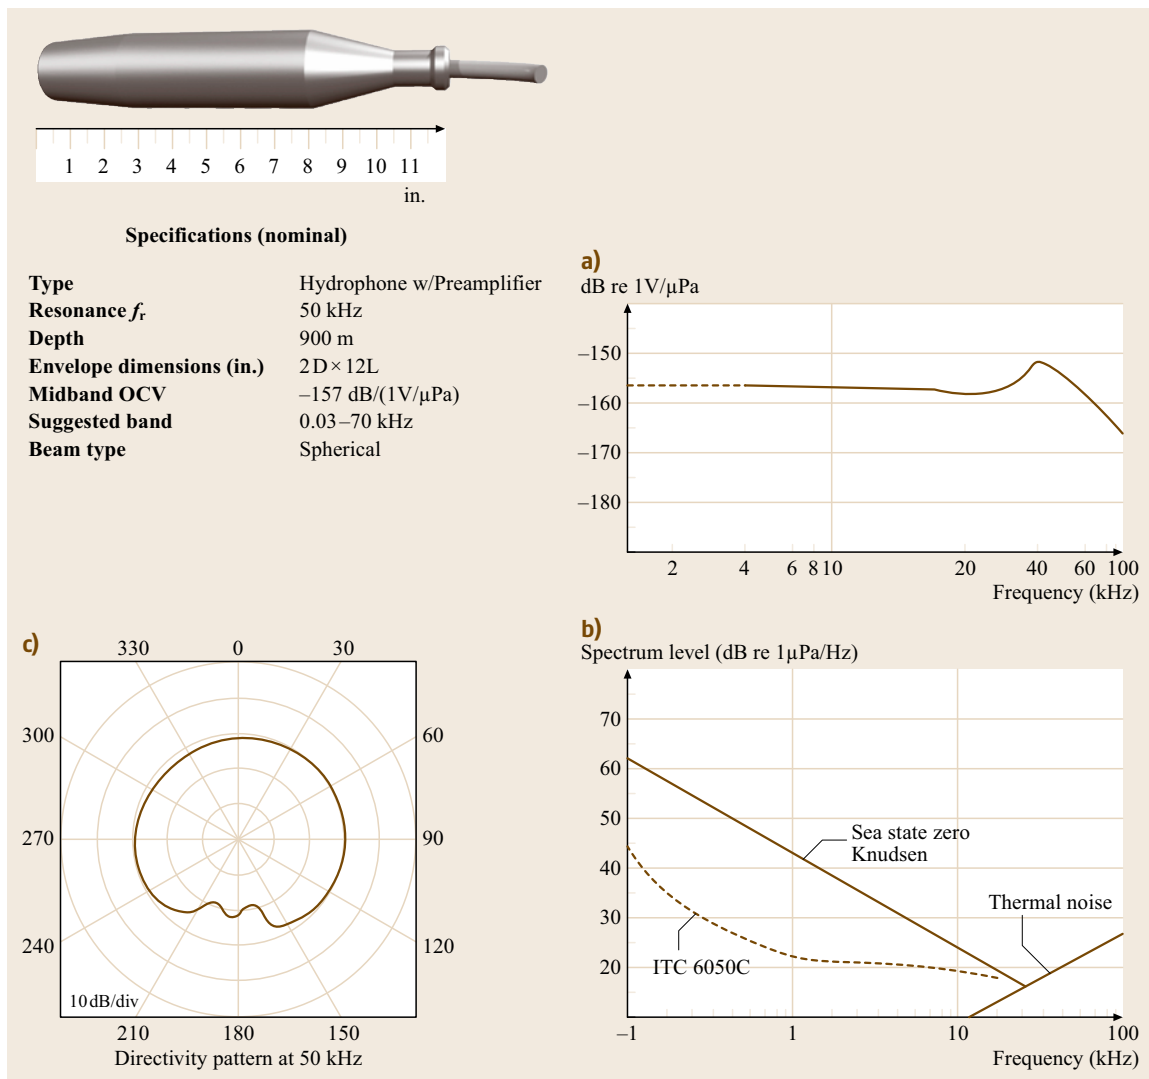 1 2 3 4 5 6 7 8 9 10 11
in.
Specifications (nominal)
Type Hydrophone w/Preamplifier
Resonance fr 50 kHz
Depth 900 m
Envelope dimensions (in.) 2 D × 12L
Midband OCV –157 dB/(1V/µPa)
Suggested band 0.03–70 kHz
Beam type Spherical
a)
dB re 1V/µPa
–150
–160
–170
–180
2 4 6 8 10 20 40 60 100
Frequency (kHz)
c)
330 0 30
300 60
270 90
240 120
10 dB/div
210 180 150
Directivity pattern at 50 kHz
b)
Spectrum level (dB re 1µPa/Hz)
70
60
50
40
30
20
Sea state zero
Knudsen
Thermal noise
ITC 6050C
–1 1 10 100
Frequency (kHz)